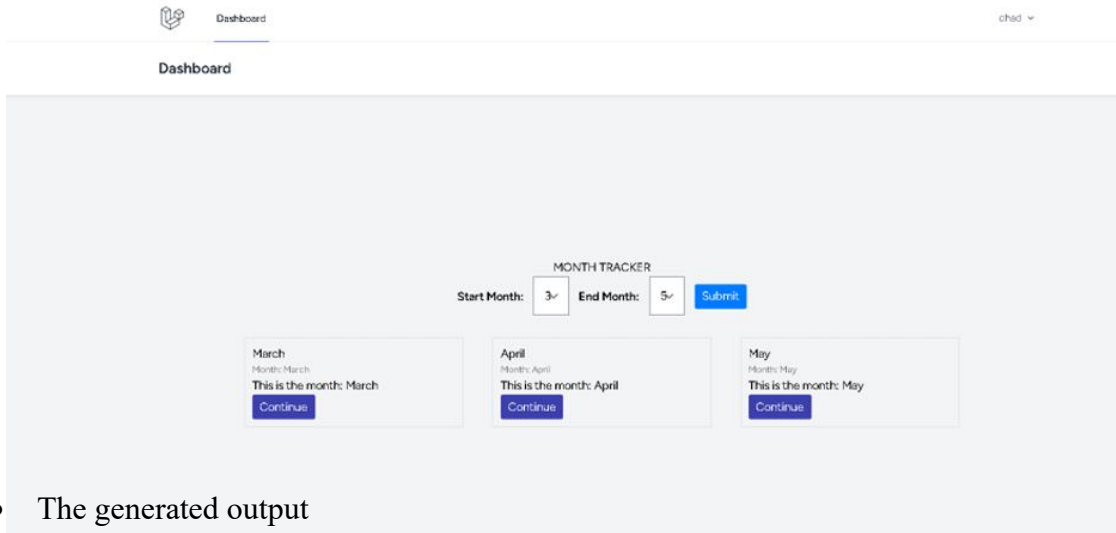 Dashboard chad
Dashboard
MONTH TRACKER
Start Month: 3 End Month: 5 Submit
March April May
Month: March Month: April Month: May
This is the month: March This is the month: April This is the month: May
Continue Continue Continue
• The generated output